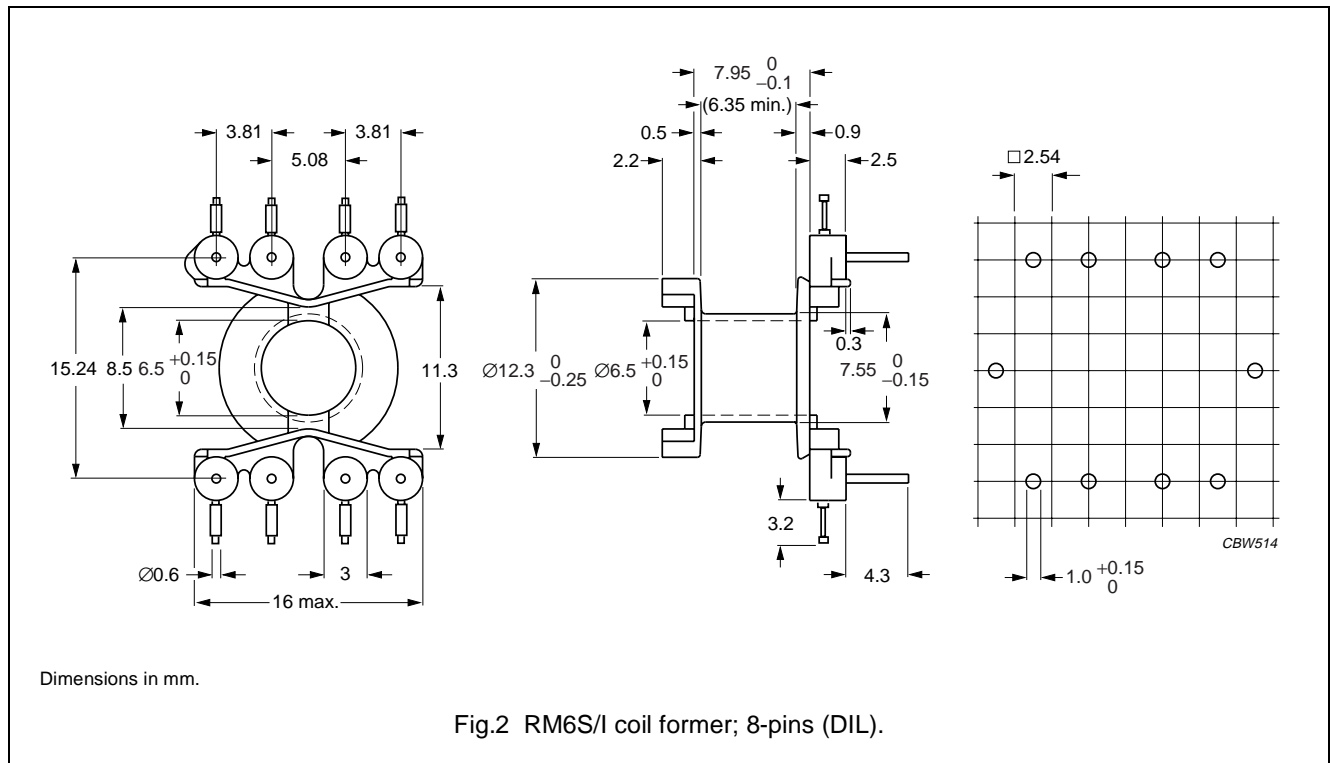 7.95 0 −0.1
(6.35 min.)
3.81 3.81
5.08
0.5 0.9
2.2 2.5
□ 2.54
15.24 8.5 6.5 +0.15 0 11.3
∅12.3 0 −0.25 ∅6.5 +0.15 0
0.3
7.55 0 −0.15
3.2
4.3
CBW514
∅0.6 3
16 max.
1.0 +0.15 0
Dimensions in mm.
Fig.2 RM6S/I coil former; 8-pins (DIL).